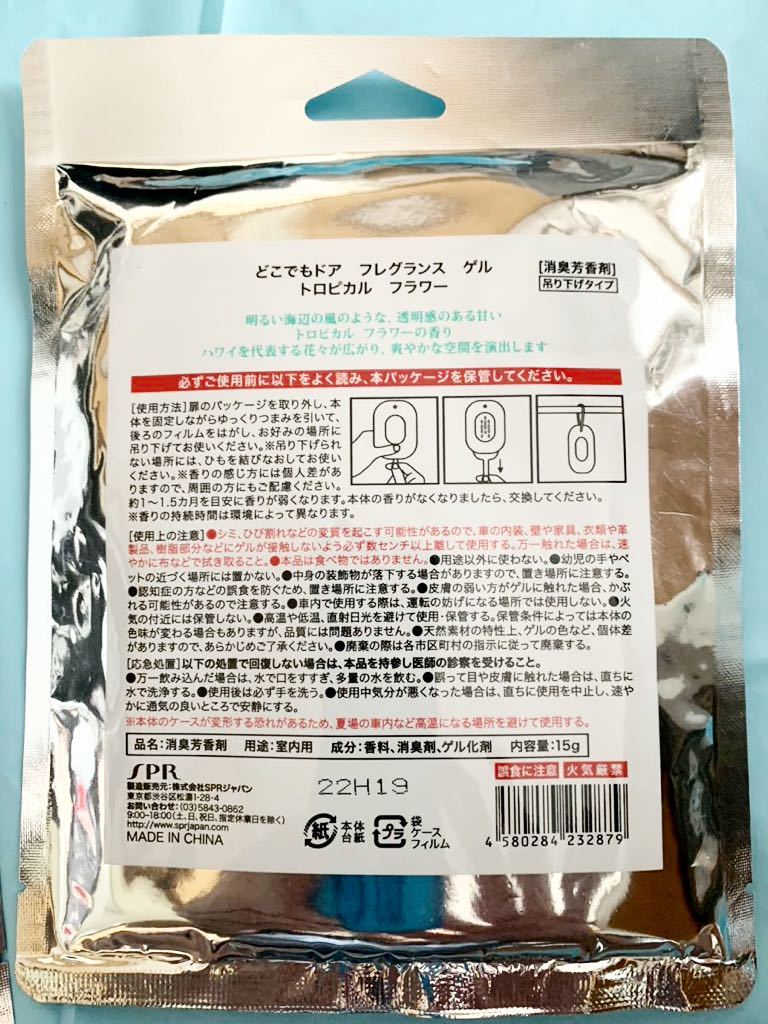 どこでもドア フレグランス ゲル
トロピカル フラワー
[消臭芳香剤]
吊り下げタイプ
明るい海辺の風のような、透明感のある甘い
トロピカル フラワーの香り
ハワイを代表する花々が広がり、爽やかな空間を演出します
必ずご使用前に以下をよく読み、本パッケージを保管してください。
[使用方法]扉のパッケージを取り外し、本
体を固定しながらゆっくりつまみを引いて、
後ろのフィルムをはがし、お好みの場所に
吊り下げてお使いください。※吊り下げられ
ない場所には、ひもを結びなおしてお使い
ください。※香りの感じ方には個人差があ
りますので、周囲の方にもご配慮ください。
約1〜1.5カ月を目安に香りが弱くなります。本体の香りがなくなりましたら、交換してください。
※香りの持続時間は環境によって異なります。
[使用上の注意]●シミ、ひび割れなどの変質を起こす可能性があるので、車の内装、壁や家具、衣類や革
製品、樹脂部分などにゲルが接触しないよう必ず数センチ以上離して使用する。万一触れた場合は、速
やかに布などで拭き取ること。●本品は食べ物ではありません。●用途以外に使わない。●幼児の手やペ
ットの近づく場所には置かない。●中身の装飾物が落下する場合がありますので、置き場所に注意する。
●認知症の方などの誤食を防ぐため、置き場所に注意する。●皮膚の弱い方がゲルに触れた場合、かぶ
れる可能性があるので注意する。●車内で使用する際は、運転の妨げになる場所では使用しない。●火
気の付近には保管しない。●高温や低温、直射日光を避けて使用・保管する。保管条件によっては本体の
色味が変わる場合もありますが、品質には問題ありません。●天然素材の特性上、ゲルの色など、個体差
がありますので、あらかじめご了承ください。●廃棄の際は各市区町村の指示に従って廃棄する。
[応急処置]以下の処置で回復しない場合は、本品を持参し医師の診察を受けること。
●万一飲み込んだ場合は、水で口をすすぎ、多量の水を飲む。●誤って目や皮膚に触れた場合は、直ちに
水で洗浄する。●使用後は必ず手を洗う。●使用中気分が悪くなった場合は、直ちに使用を中止し、速や
かに通気の良いところで安静にする。
※本体のケースが変形する恐れがあるため、夏場の車内など高温になる場所を避けて使用する。
品名:消臭芳香剤 用途:室内用 成分:香料、消臭剤、ゲル化剤 内容量:15g
SPR
製造販売元:株式会社SPRジャパン
東京都渋谷区松濤1-28-4
お問い合わせ:(03)5843-0862
9:00~18:00(土、日、祝日、指定休業日を除く)
http://www.sprjapan.com
MADE IN CHINA
22H19
紙 本体
台紙
プラ 袋
ケース
フィルム
誤食に注意 火気厳禁
4 580284 232879